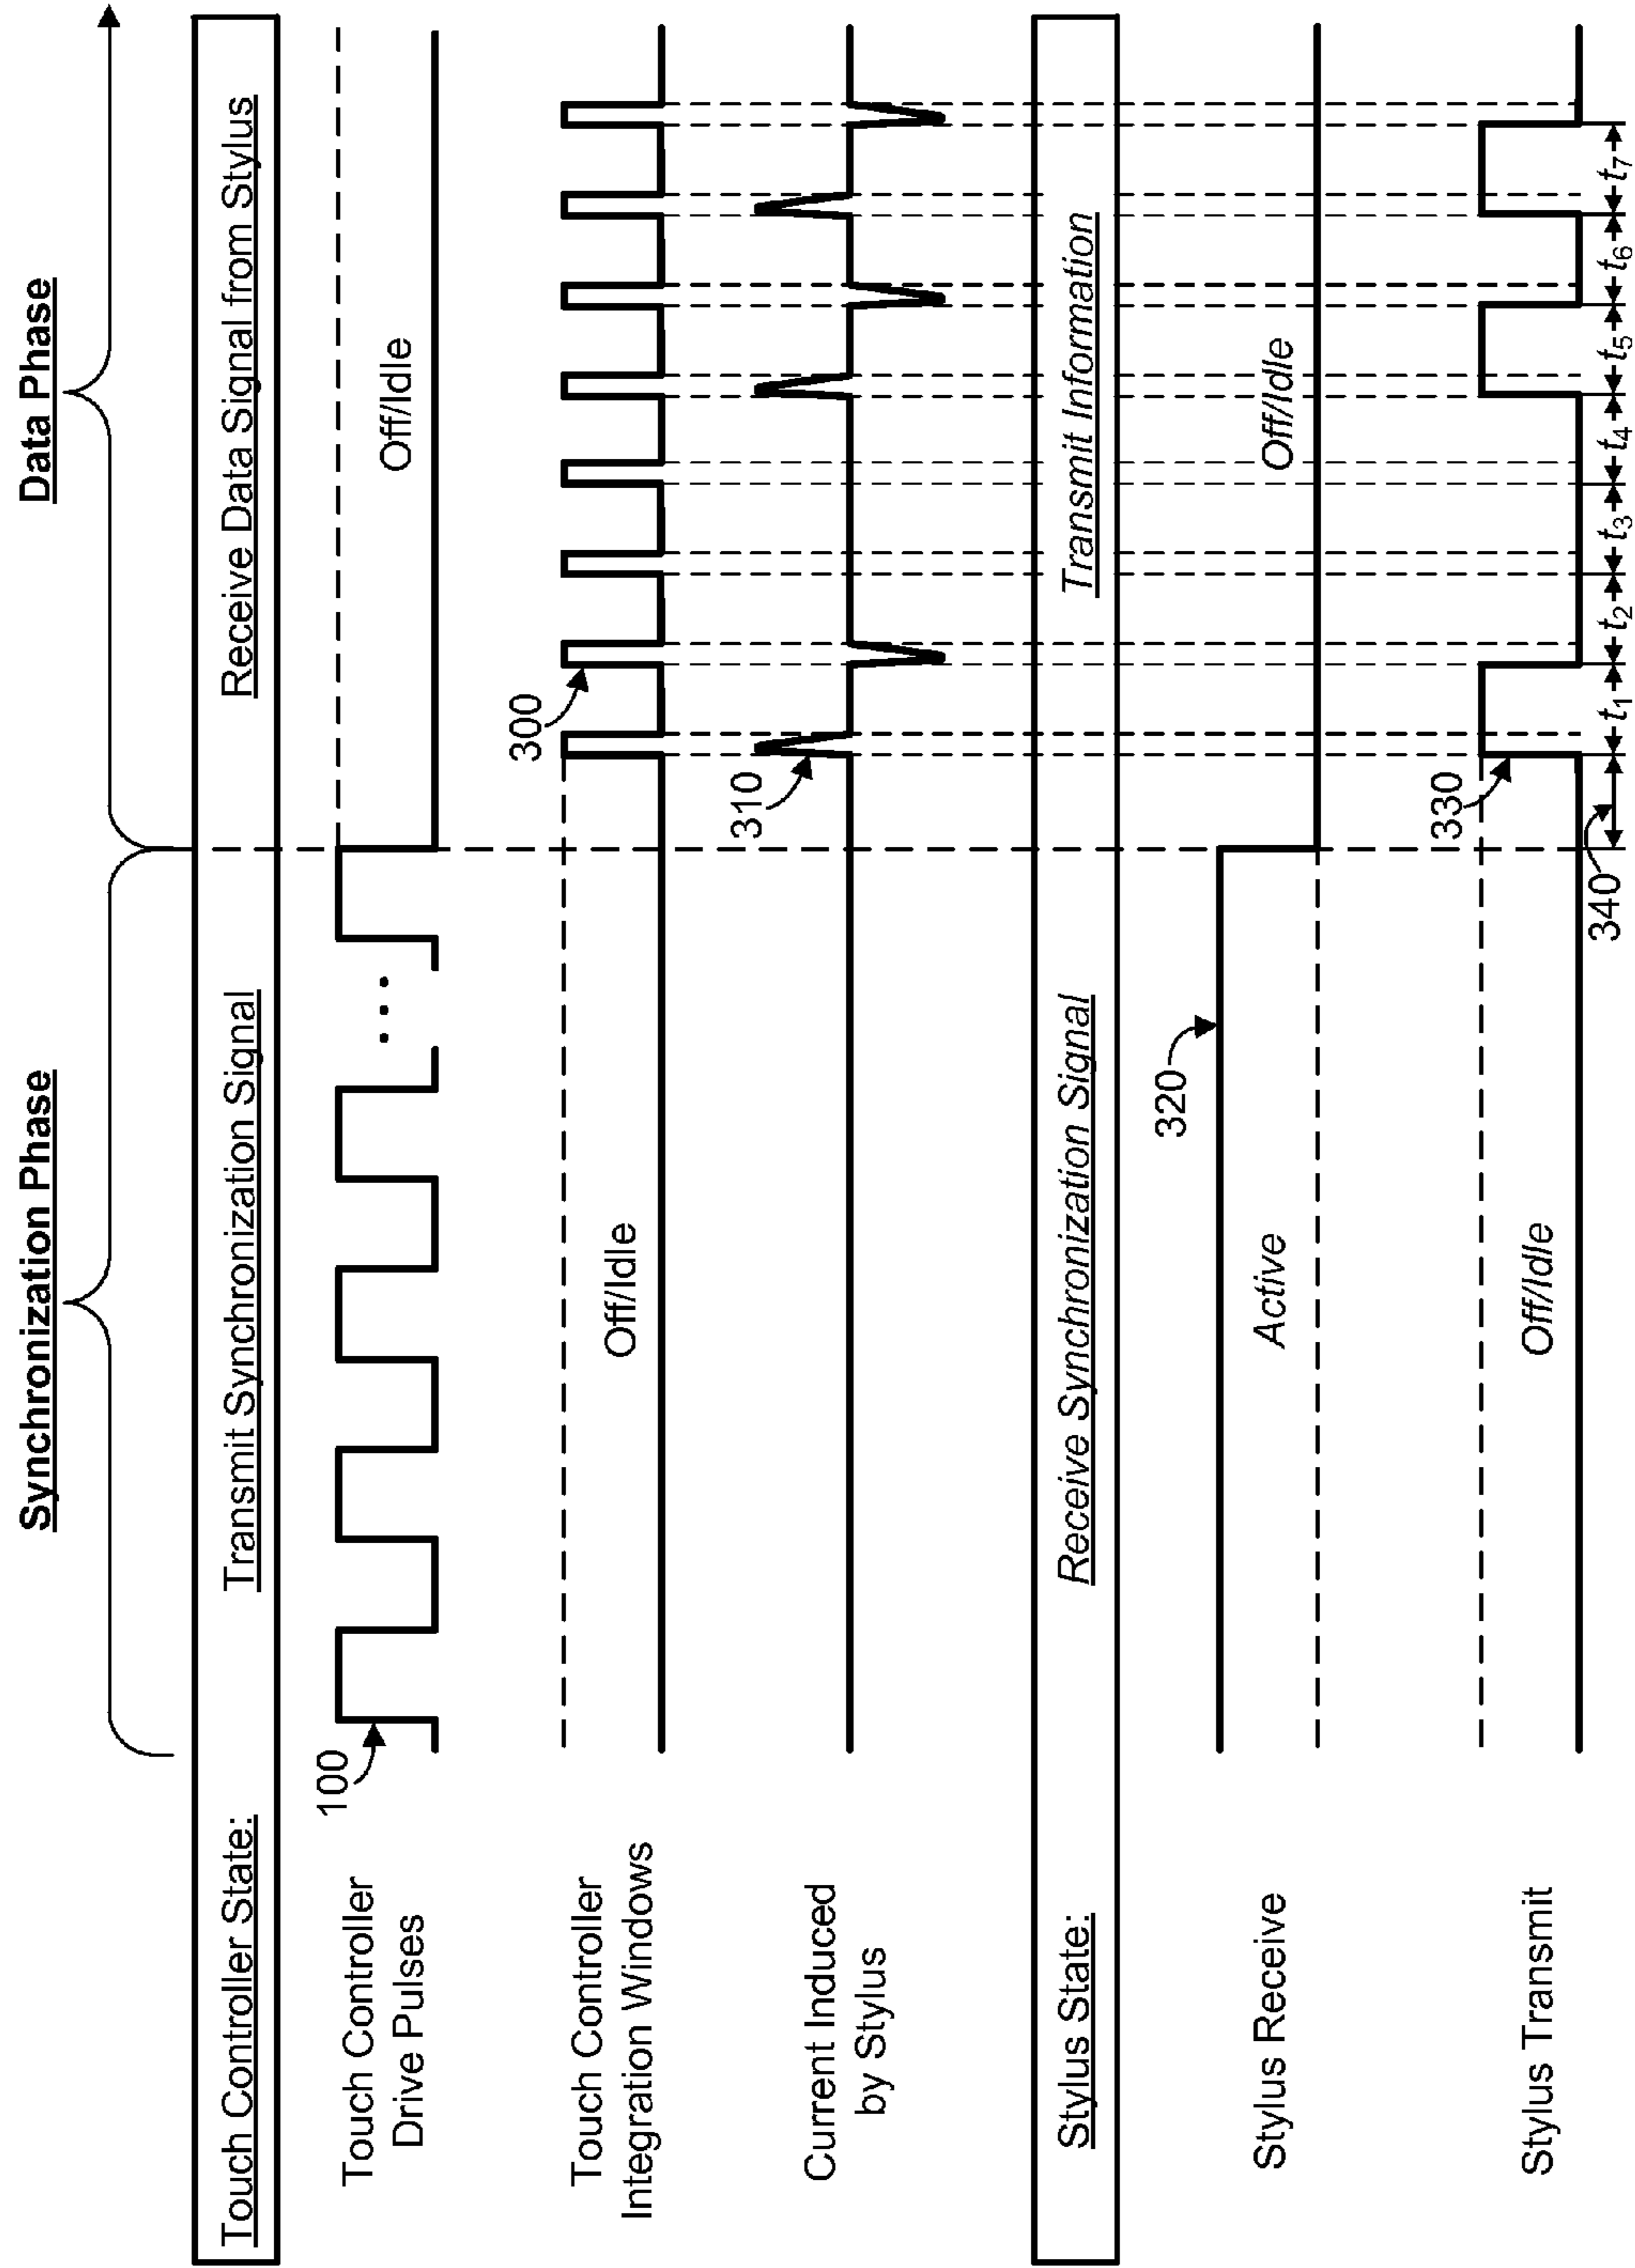 Synchronization Phase
Data Phase
Touch Controller State:
Transmit Synchronization Signal
Receive Data Signal from Stylus
Touch Controller
Drive Pulses
100
Off/Idle
Touch Controller
Integration Windows
Off/Idle
300
Current Induced
by Stylus
310
Stylus State:
Receive Synchronization Signal
Transmit Information
Stylus Receive
Active
320
Off/Idle
Stylus Transmit
Off/Idle
330
340
t1 t2 t3 t4 t5 t6 t7